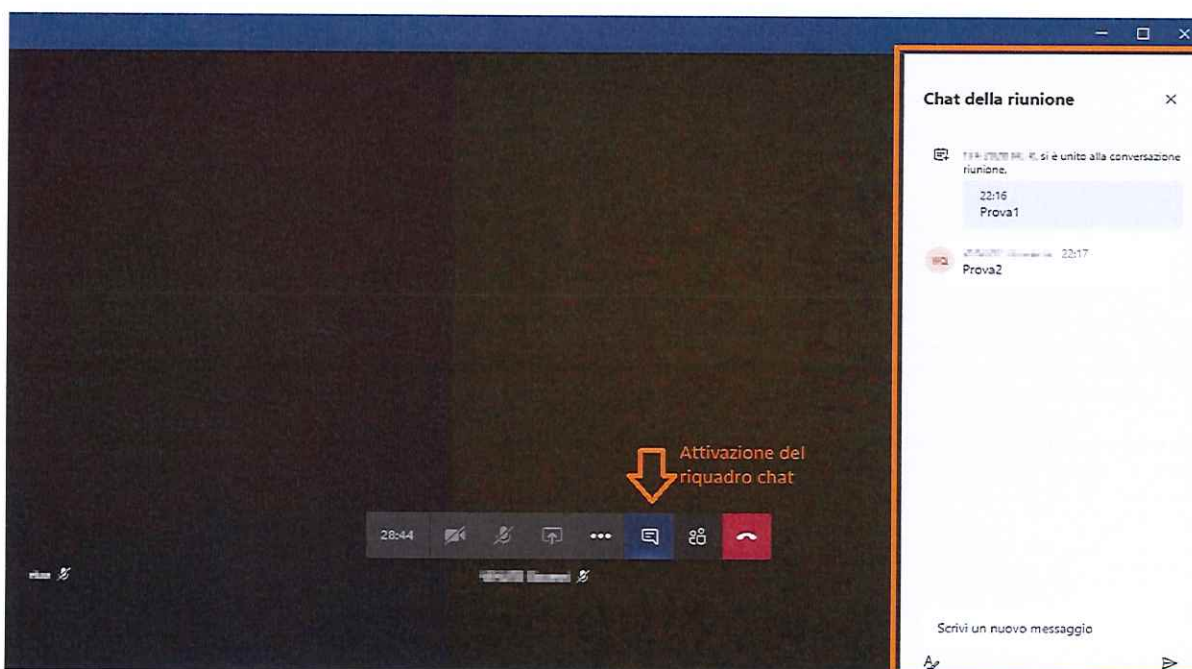 Chat della riunione
si è unito alla conversazione
riunione.
22:16
Prova1
22:17
Prova2
Attivazione del
riquadro chat
28:44
Scrivi un nuovo messaggio